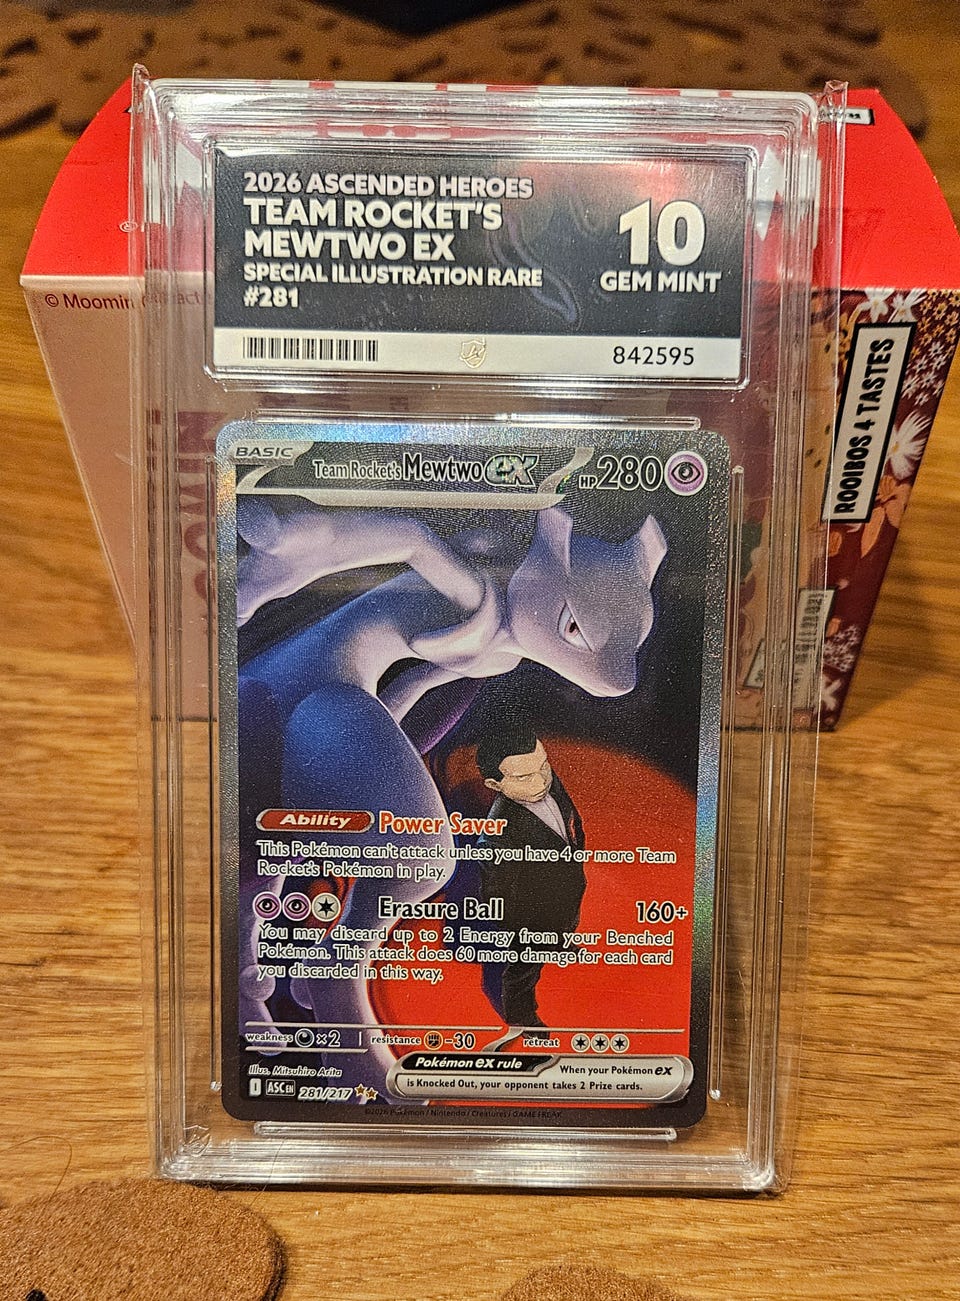 2026 ASCENDED HEROES
TEAM ROCKET'S
MEWTWO EX
SPECIAL ILLUSTRATION RARE
#281
10
GEM MINT
842595
© Moomin
ROOIBOS 4 TASTES
BASIC
Team Rocket's Mewtwo ex
HP 280
Ability Power Saver
This Pokémon can't attack unless you have 4 or more Team
Rocket's Pokémon in play.
Erasure Ball 160+
You may discard up to 2 Energy from your Benched
Pokémon. This attack does 60 more damage for each card
you discarded in this way.
weakness ×2 resistance -30 retreat
Illus. Mitsuhiro Arita
I ASC EN 281/217
Pokémon ex rule
When your Pokémon ex
is Knocked Out, your opponent takes 2 Prize cards.
©2026 Pokémon / Nintendo / Creatures / GAME FREAK